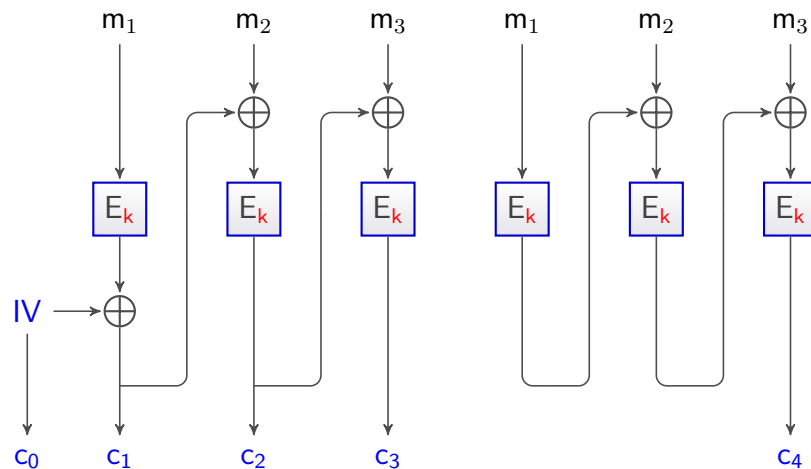 m₁ m₂ m₃ m₁ m₂ m₃
Eₖ Eₖ Eₖ Eₖ Eₖ Eₖ
IV
c₀ c₁ c₂ c₃ c₄